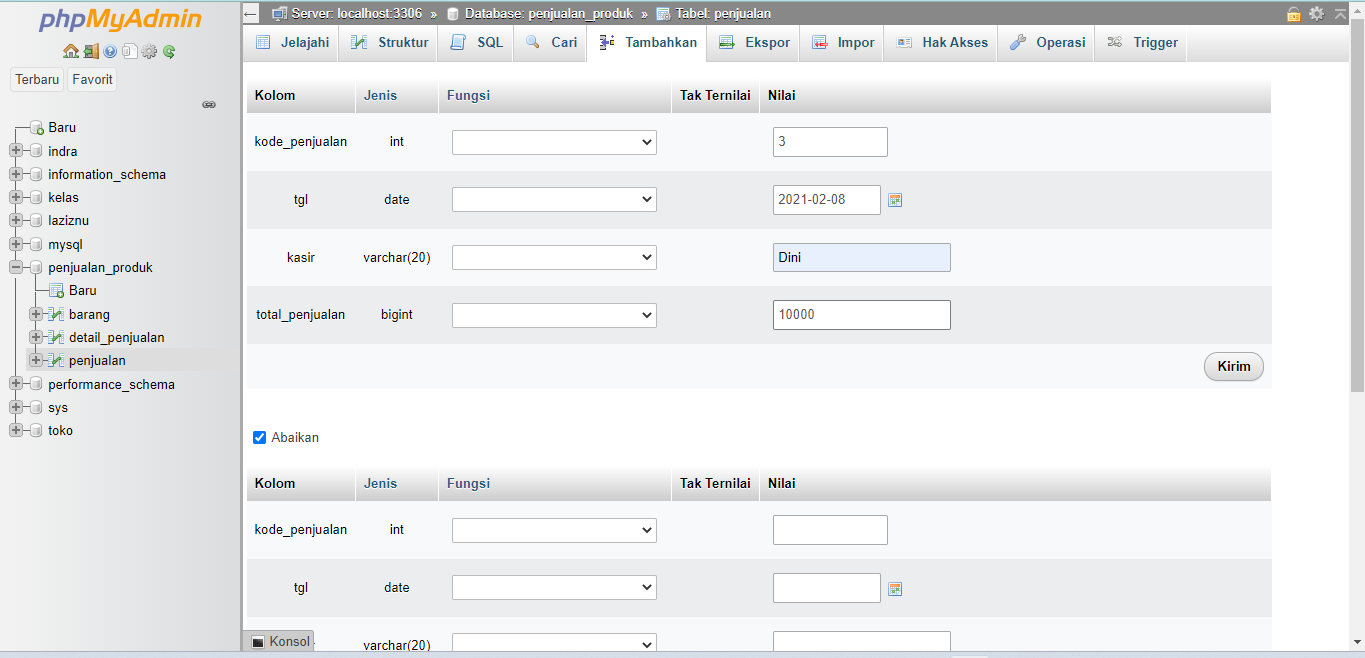 phpMyAdmin
Terbaru
Favorit
Baru
indra
information_schema
kelas
laziznu
mysql
penjualan_produk
Baru
barang
detail_penjualan
penjualan
performance_schema
sys
toko
Server: localhost:3306 » Database: penjualan_produk » Tabel: penjualan
Jelajahi Struktur SQL Cari Tambahkan Ekspor Impor Hak Akses Operasi Trigger
Kolom Jenis Fungsi Tak Ternilai Nilai
kode_penjualan int 3
tgl date 2021-02-08
kasir varchar(20) Dini
total_penjualan bigint 10000
Kirim
Abaikan
Kolom Jenis Fungsi Tak Ternilai Nilai
kode_penjualan int
tgl date
varchar(20)
Konsol